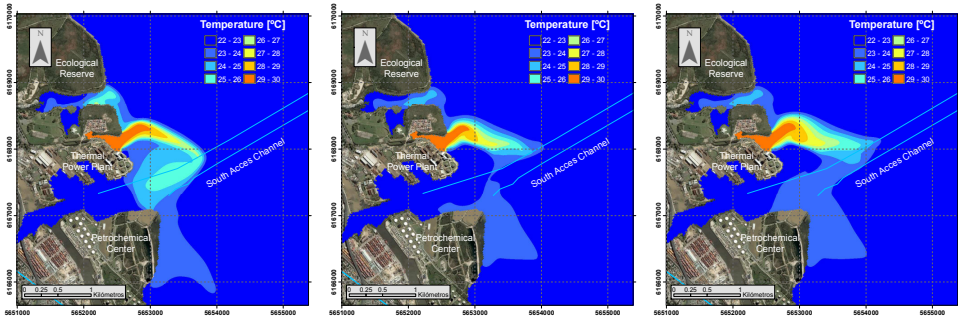 Temperature [ºC]
22 - 23 26 - 27
23 - 24 27 - 28
24 - 25 28 - 29
25 - 26 29 - 30
N
Ecological
Reserve
Thermal
Power Plant
South Acces Channel
Petrochemical
Center
0 0.25 0.5 1
Kilómetros
6170000
6169000
6168000
6167000
6166000
5651000 5652000 5653000 5654000 5655000
Temperature [ºC]
22 - 23 26 - 27
23 - 24 27 - 28
24 - 25 28 - 29
25 - 26 29 - 30
N
Ecological
Reserve
Thermal
Power Plant
South Acces Channel
Petrochemical
Center
0 0.25 0.5 1
Kilómetros
6170000
6169000
6168000
6167000
6166000
5651000 5652000 5653000 5654000 5655000
Temperature [ºC]
22 - 23 26 - 27
23 - 24 27 - 28
24 - 25 28 - 29
25 - 26 29 - 30
N
Ecological
Reserve
Thermal
Power Plant
South Acces Channel
Petrochemical
Center
0 0.25 0.5 1
Kilómetros
6170000
6169000
6168000
6167000
6166000
5651000 5652000 5653000 5654000 5655000